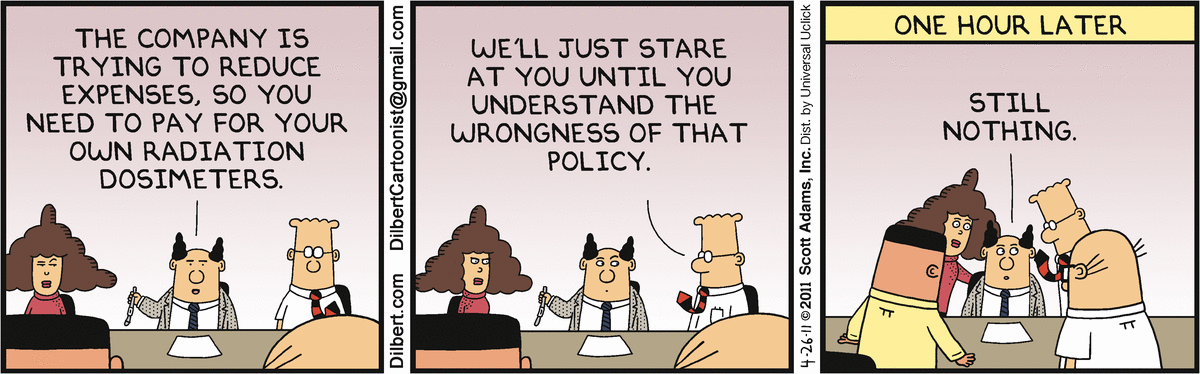 THE COMPANY IS
TRYING TO REDUCE
EXPENSES, SO YOU
NEED TO PAY FOR YOUR
OWN RADIATION
DOSIMETERS.
Dilbert.com DilbertCartoonist@gmail.com
WE'LL JUST STARE
AT YOU UNTIL YOU
UNDERSTAND THE
WRONGNESS OF THAT
POLICY.
4-26-11 ©2011 Scott Adams, Inc. Dist. by Universal Uclick
ONE HOUR LATER
STILL
NOTHING.